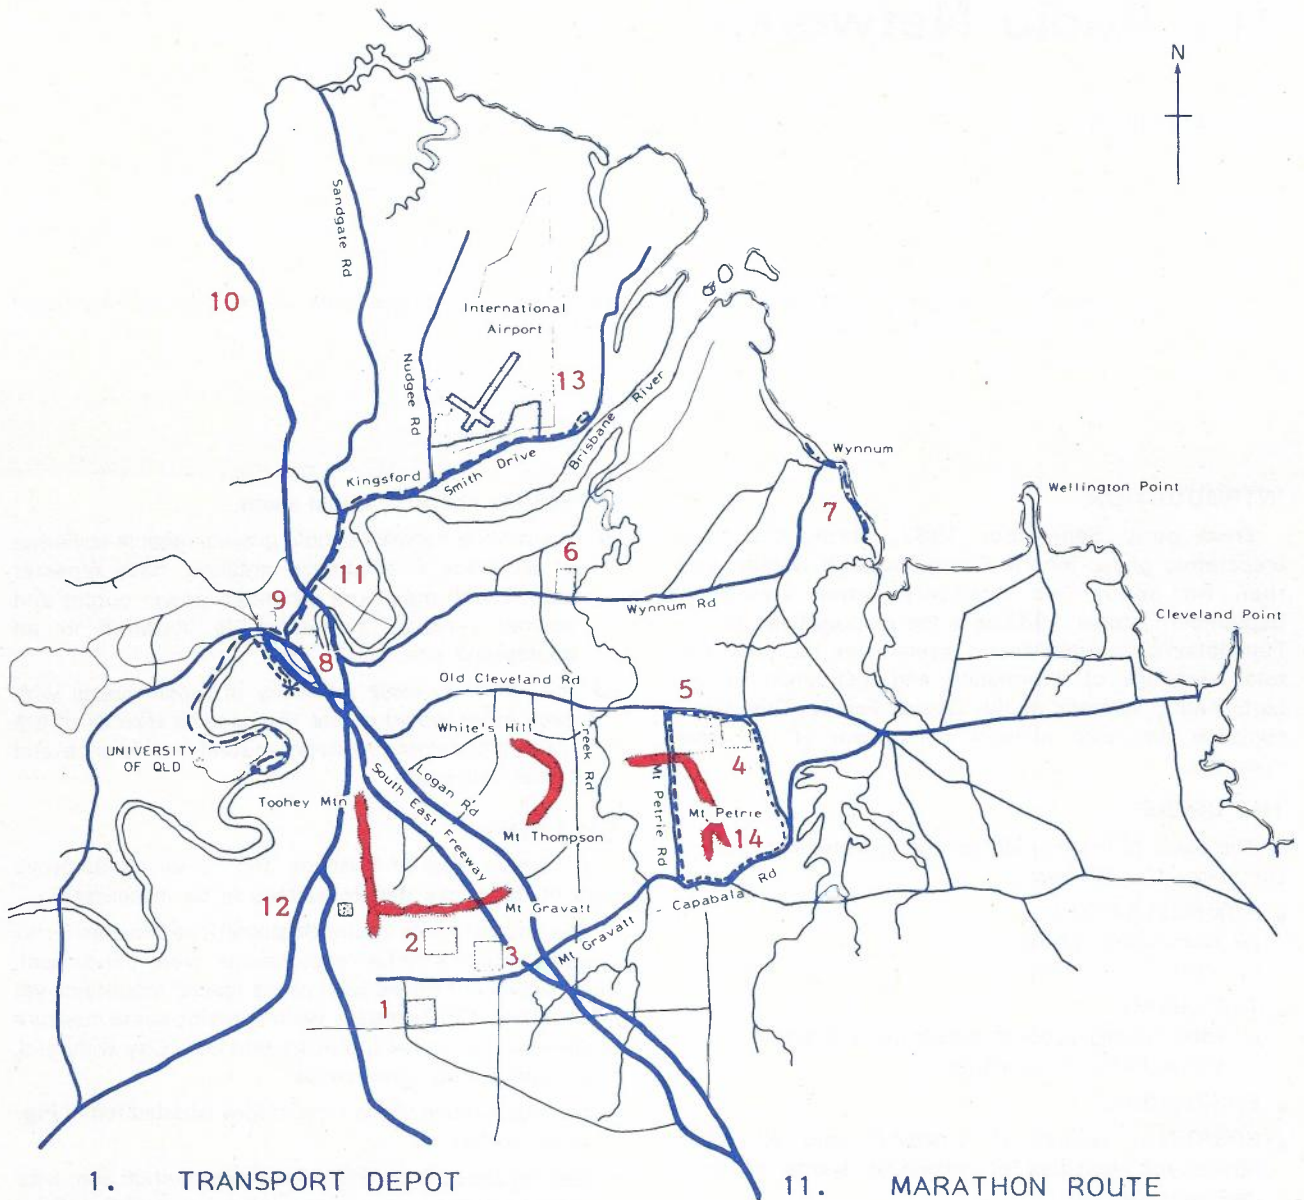 N
Sandgate Rd
10
International
Airport
Nudgee Rd
13
Brisbane River
Kingsford Smith Drive
Wynnum
Wellington Point
7
6
11
9
Wynnum Rd
Cleveland Point
8
Old Cleveland Rd
5
White's Hill
Creek Rd
UNIVERSITY
OF QLD
4
South East Freeway
Logan Rd
Mt Petrie Rd
Toohey Mtn
Mt Petrie
14
Mt Thompson
12
Mt Gravatt
Mt Gravatt - Capabala Rd
2
3
1
1. TRANSPORT DEPOT
11. MARATHON ROUTE